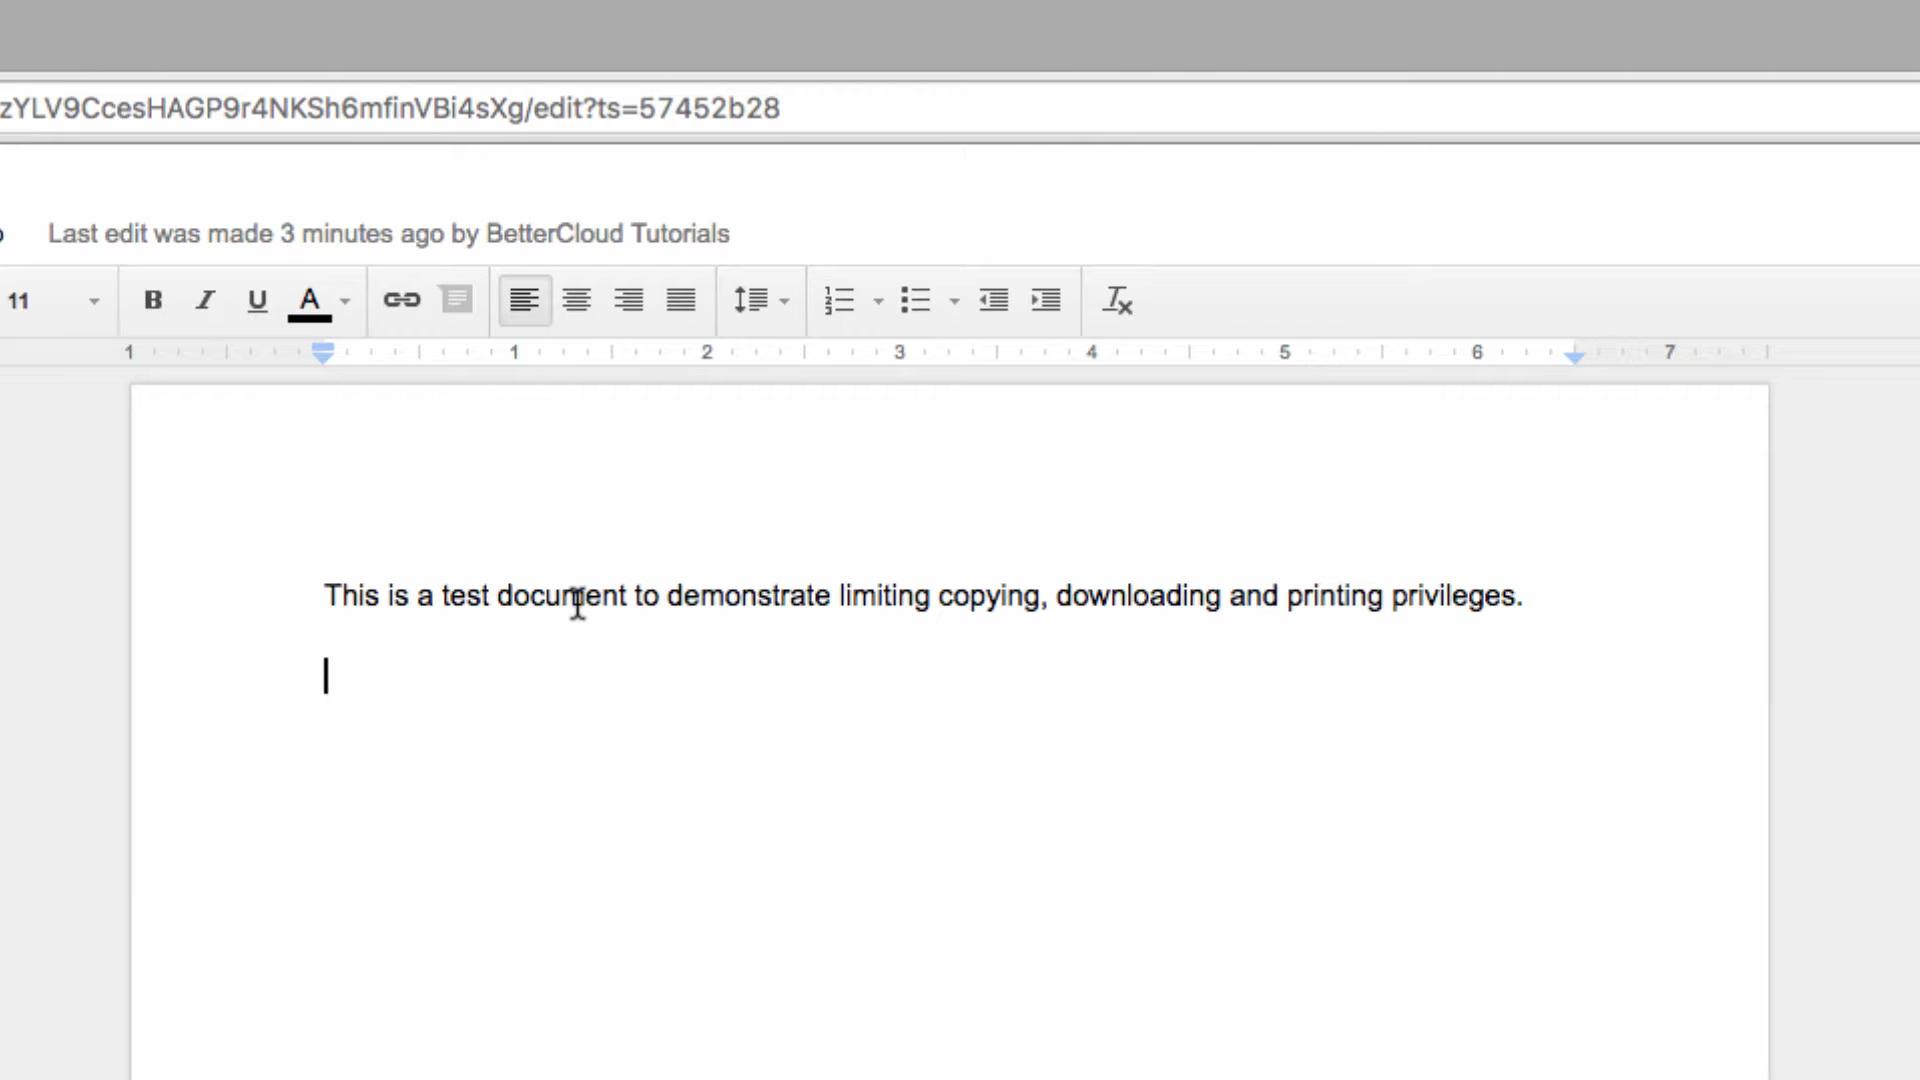 zYLV9CcesHAGP9r4NKSh6mfinVBi4sXg/edit?ts=57452b28
Last edit was made 3 minutes ago by BetterCloud Tutorials
11 B I U A
1 1 2 3 4 5 6 7
This is a test document to demonstrate limiting copying, downloading and printing privileges.